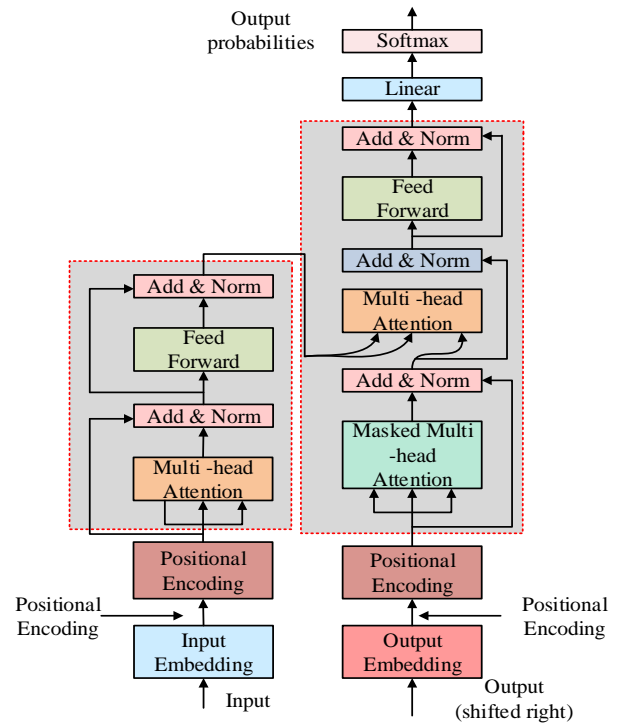 Output
probabilities
Softmax
Linear
Add & Norm
Feed
Forward
Add & Norm
Multi -head
Attention
Add & Norm
Masked Multi
-head
Attention
Positional
Encoding
Positional
Encoding
Output
Embedding
Output
(shifted right)
Add & Norm
Feed
Forward
Add & Norm
Multi -head
Attention
Positional
Encoding
Positional
Encoding
Input
Embedding
Input